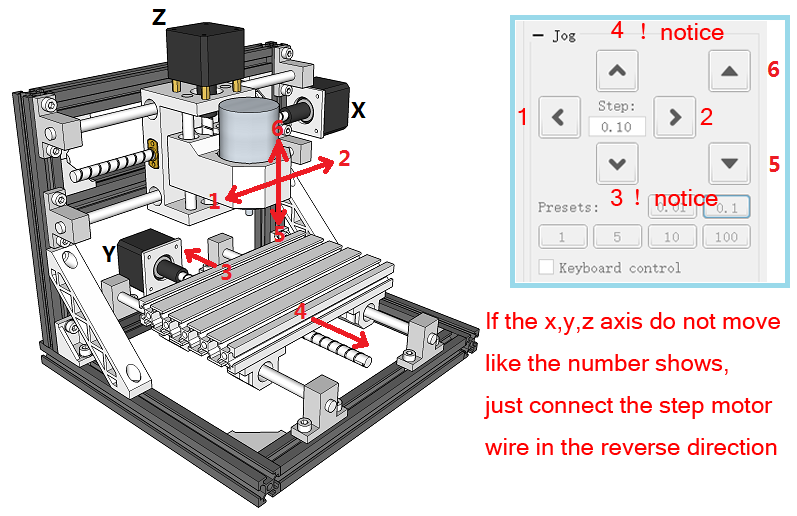 Z
X
Y
6
2
1
5
3
4
4 ! notice
Jog
6
1
Step:
2
0.10
5
3 ! notice
Presets:
0.01
0.1
1
5
10
100
Keyboard control
If the x,y,z axis do not move
like the number shows,
just connect the step motor
wire in the reverse direction